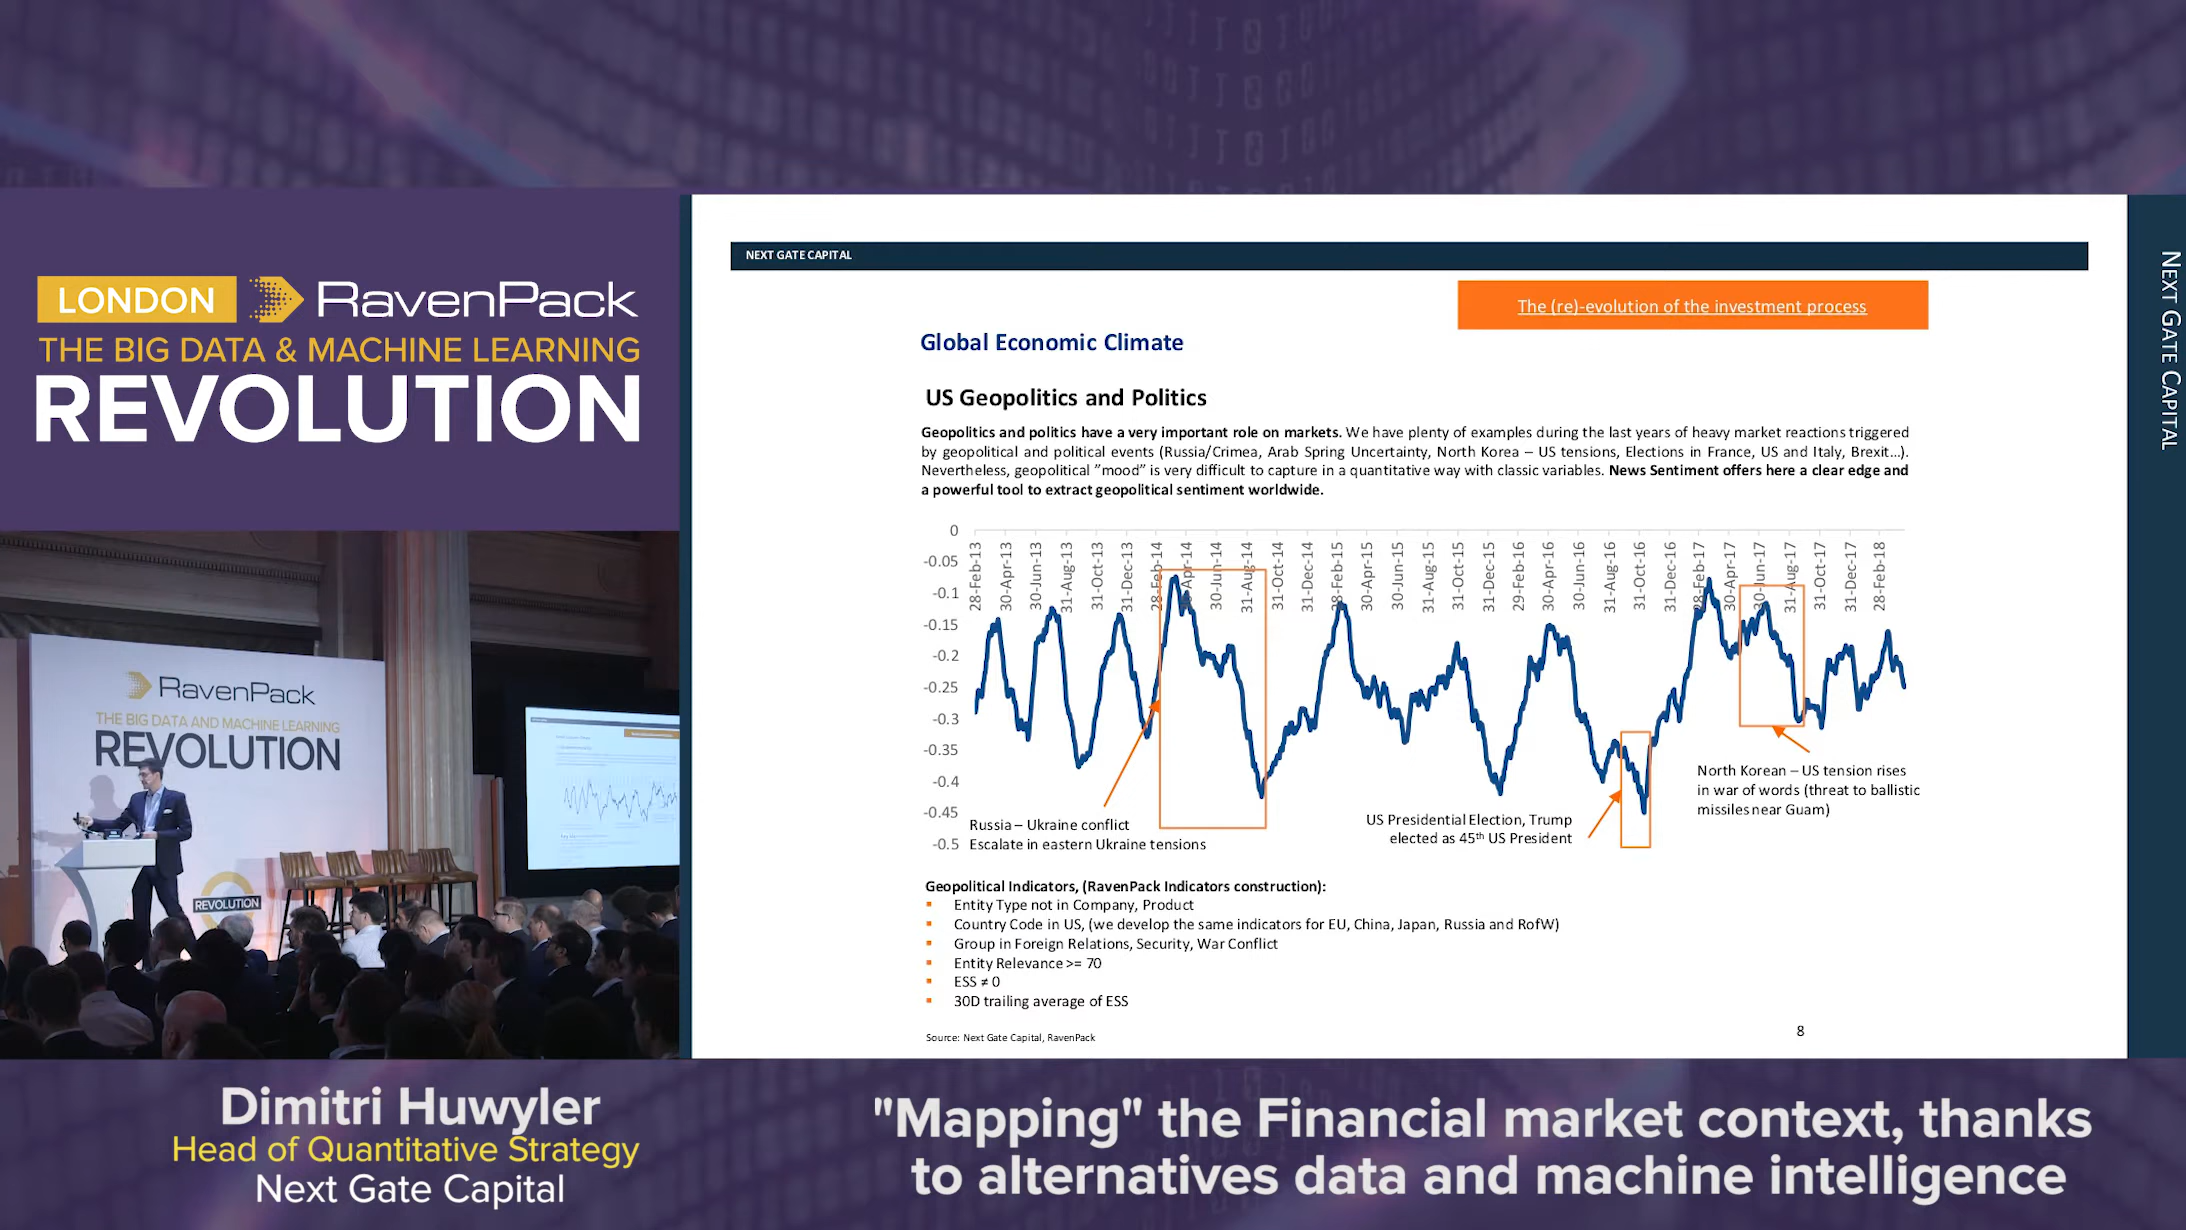 LONDON RavenPack
THE BIG DATA & MACHINE LEARNING
REVOLUTION
RavenPack
THE BIG DATA AND MACHINE LEARNING
REVOLUTION
REVOLUTION
NEXT GATE CAPITAL
NEXT GATE CAPITAL
The (re)-evolution of the investment process
Global Economic Climate
US Geopolitics and Politics
Geopolitics and politics have a very important role on markets. We have plenty of examples during the last years of heavy market reactions triggered
by geopolitical and political events (Russia/Crimea, Arab Spring Uncertainty, North Korea – US tensions, Elections in France, US and Italy, Brexit...).
Nevertheless, geopolitical ”mood” is very difficult to capture in a quantitative way with classic variables. News Sentiment offers here a clear edge and
a powerful tool to extract geopolitical sentiment worldwide.
0
-0.05
-0.1
-0.15
-0.2
-0.25
-0.3
-0.35
-0.4
-0.45
-0.5
28-Feb-13
30-Apr-13
30-Jun-13
31-Aug-13
31-Oct-13
31-Dec-13
28-Feb-14
30-Apr-14
30-Jun-14
31-Aug-14
31-Oct-14
31-Dec-14
28-Feb-15
30-Apr-15
30-Jun-15
31-Aug-15
31-Oct-15
31-Dec-15
29-Feb-16
30-Apr-16
30-Jun-16
31-Aug-16
31-Oct-16
31-Dec-16
28-Feb-17
30-Apr-17
30-Jun-17
31-Aug-17
31-Oct-17
31-Dec-17
28-Feb-18
Russia – Ukraine conflict
Escalate in eastern Ukraine tensions
US Presidential Election, Trump
elected as 45th US President
North Korean – US tension rises
in war of words (threat to ballistic
missiles near Guam)
Geopolitical Indicators, (RavenPack Indicators construction):
Entity Type not in Company, Product
Country Code in US, (we develop the same indicators for EU, China, Japan, Russia and RofW)
Group in Foreign Relations, Security, War Conflict
Entity Relevance >= 70
ESS ≠ 0
30D trailing average of ESS
Source: Next Gate Capital, RavenPack
8
Dimitri Huwyler
Head of Quantitative Strategy
Next Gate Capital
"Mapping" the Financial market context, thanks
to alternatives data and machine intelligence